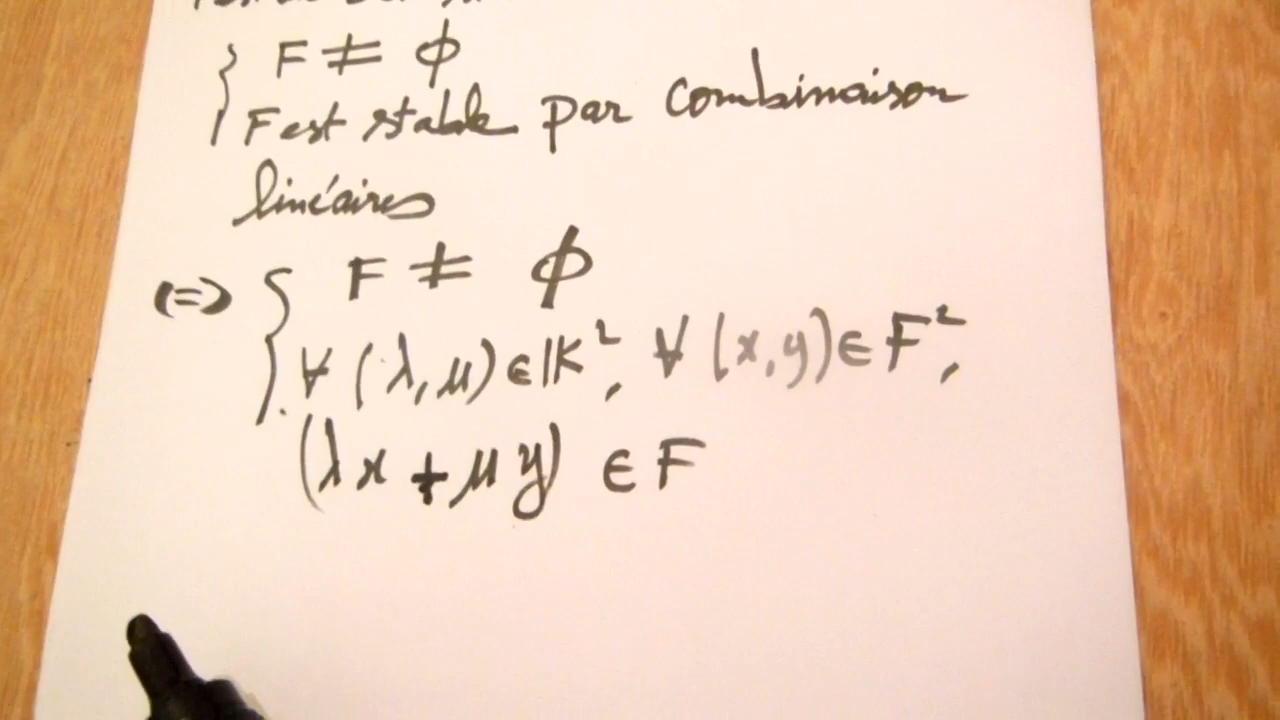 { F ≠ ϕ
F est stable par combinaison
linéaires
(=) { F ≠ ϕ
∀ (λ, μ) ∈ K², ∀ (x, y) ∈ F²,
(λx + μy) ∈ F